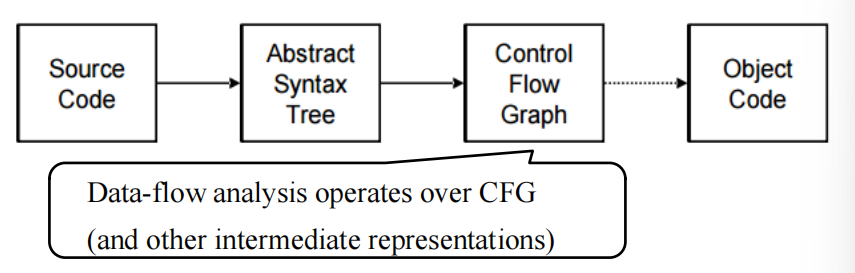 Source
Code
Abstract
Syntax
Tree
Control
Flow
Graph
Object
Code
Data-flow analysis operates over CFG
(and other intermediate representations)